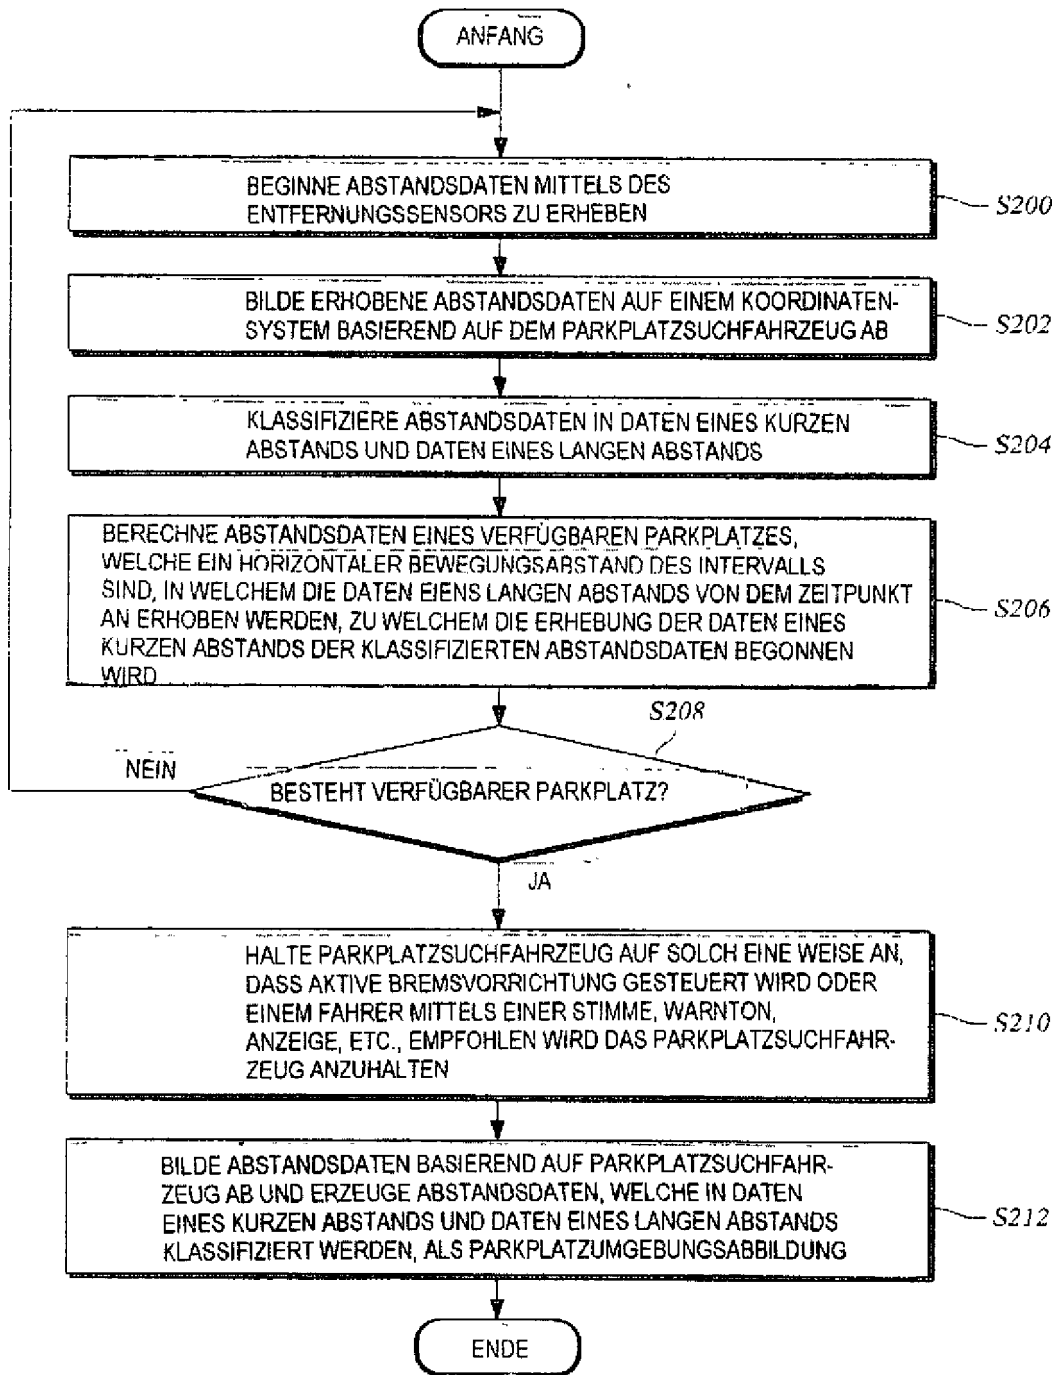 ANFANG
BEGINNE ABSTANDSDATEN MITTELS DES
ENTFERNUNGSSENSORS ZU ERHEBEN
S200
BILDE ERHOBENE ABSTANDSDATEN AUF EINEM KOORDINATEN-
SYSTEM BASIEREND AUF DEM PARKPLATZSUCHFAHRZEUG AB
S202
KLASSIFIZIERE ABSTANDSDATEN IN DATEN EINES KURZEN
ABSTANDS UND DATEN EINES LANGEN ABSTANDS
S204
BERECHNE ABSTANDSDATEN EINES VERFÜGBAREN PARKPLATZES,
WELCHE EIN HORIZONTALER BEWEGUNGSABSTAND DES INTERVALLS
SIND, IN WELCHEM DIE DATEN EIENS LANGEN ABSTANDS VON DEM ZEITPUNKT
AN ERHOBEN WERDEN, ZU WELCHEM DIE ERHEBUNG DER DATEN EINES
KURZEN ABSTANDS DER KLASSIFIZIERTEN ABSTANDSDATEN BEGONNEN
WIRD
S206
S208
NEIN
BESTEHT VERFÜGBARER PARKPLATZ?
JA
HALTE PARKPLATZSUCHFAHRZEUG AUF SOLCH EINE WEISE AN,
DASS AKTIVE BREMSVORRICHTUNG GESTEUERT WIRD ODER
EINEM FAHRER MITTELS EINER STIMME, WARNTON,
ANZEIGE, ETC., EMPFOHLEN WIRD DAS PARKPLATZSUCHFAHR-
ZEUG ANZUHALTEN
S210
BILDE ABSTANDSDATEN BASIEREND AUF PARKPLATZSUCHFAHR-
ZEUG AB UND ERZEUGE ABSTANDSDATEN, WELCHE IN DATEN
EINES KURZEN ABSTANDS UND DATEN EINES LANGEN ABSTANDS
KLASSIFIZIERT WERDEN, ALS PARKPLATZUMGEBUNGSABBILDUNG
S212
ENDE